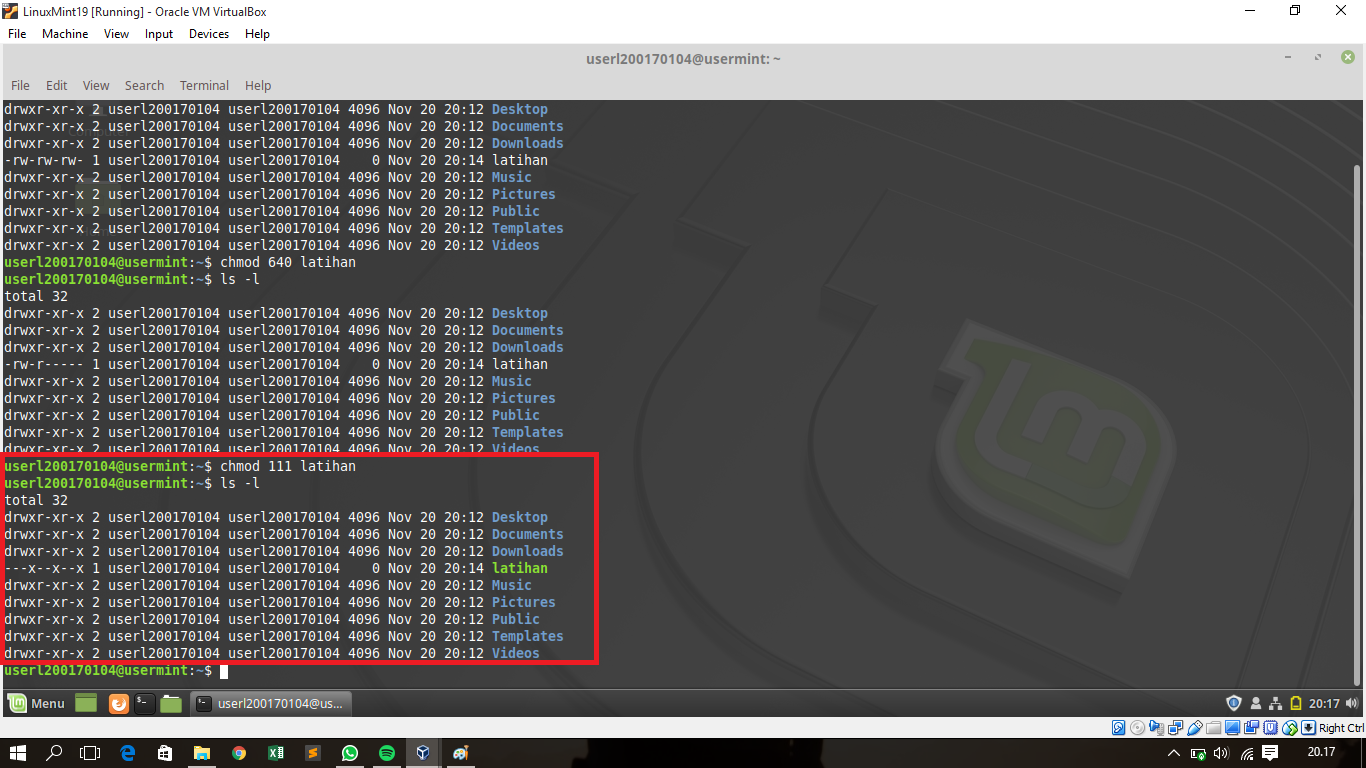 LinuxMint19 [Running] - Oracle VM VirtualBox
File Machine View Input Devices Help
userl200170104@usermint: ~
File Edit View Search Terminal Help
drwxr-xr-x 2 userl200170104 userl200170104 4096 Nov 20 20:12 Desktop
drwxr-xr-x 2 userl200170104 userl200170104 4096 Nov 20 20:12 Documents
drwxr-xr-x 2 userl200170104 userl200170104 4096 Nov 20 20:12 Downloads
-rw-rw-rw- 1 userl200170104 userl200170104    0 Nov 20 20:14 latihan
drwxr-xr-x 2 userl200170104 userl200170104 4096 Nov 20 20:12 Music
drwxr-xr-x 2 userl200170104 userl200170104 4096 Nov 20 20:12 Pictures
drwxr-xr-x 2 userl200170104 userl200170104 4096 Nov 20 20:12 Public
drwxr-xr-x 2 userl200170104 userl200170104 4096 Nov 20 20:12 Templates
drwxr-xr-x 2 userl200170104 userl200170104 4096 Nov 20 20:12 Videos
userl200170104@usermint:~$ chmod 640 latihan
userl200170104@usermint:~$ ls -l
total 32
drwxr-xr-x 2 userl200170104 userl200170104 4096 Nov 20 20:12 Desktop
drwxr-xr-x 2 userl200170104 userl200170104 4096 Nov 20 20:12 Documents
drwxr-xr-x 2 userl200170104 userl200170104 4096 Nov 20 20:12 Downloads
-rw-r----- 1 userl200170104 userl200170104    0 Nov 20 20:14 latihan
drwxr-xr-x 2 userl200170104 userl200170104 4096 Nov 20 20:12 Music
drwxr-xr-x 2 userl200170104 userl200170104 4096 Nov 20 20:12 Pictures
drwxr-xr-x 2 userl200170104 userl200170104 4096 Nov 20 20:12 Public
drwxr-xr-x 2 userl200170104 userl200170104 4096 Nov 20 20:12 Templates
drwxr-xr-x 2 userl200170104 userl200170104 4096 Nov 20 20:12 Videos
userl200170104@usermint:~$ chmod 111 latihan
userl200170104@usermint:~$ ls -l
total 32
drwxr-xr-x 2 userl200170104 userl200170104 4096 Nov 20 20:12 Desktop
drwxr-xr-x 2 userl200170104 userl200170104 4096 Nov 20 20:12 Documents
drwxr-xr-x 2 userl200170104 userl200170104 4096 Nov 20 20:12 Downloads
---x--x--x 1 userl200170104 userl200170104    0 Nov 20 20:14 latihan
drwxr-xr-x 2 userl200170104 userl200170104 4096 Nov 20 20:12 Music
drwxr-xr-x 2 userl200170104 userl200170104 4096 Nov 20 20:12 Pictures
drwxr-xr-x 2 userl200170104 userl200170104 4096 Nov 20 20:12 Public
drwxr-xr-x 2 userl200170104 userl200170104 4096 Nov 20 20:12 Templates
drwxr-xr-x 2 userl200170104 userl200170104 4096 Nov 20 20:12 Videos
userl200170104@usermint:~$
Menu userl200170104@us... 20:17
Right Ctrl
20.17